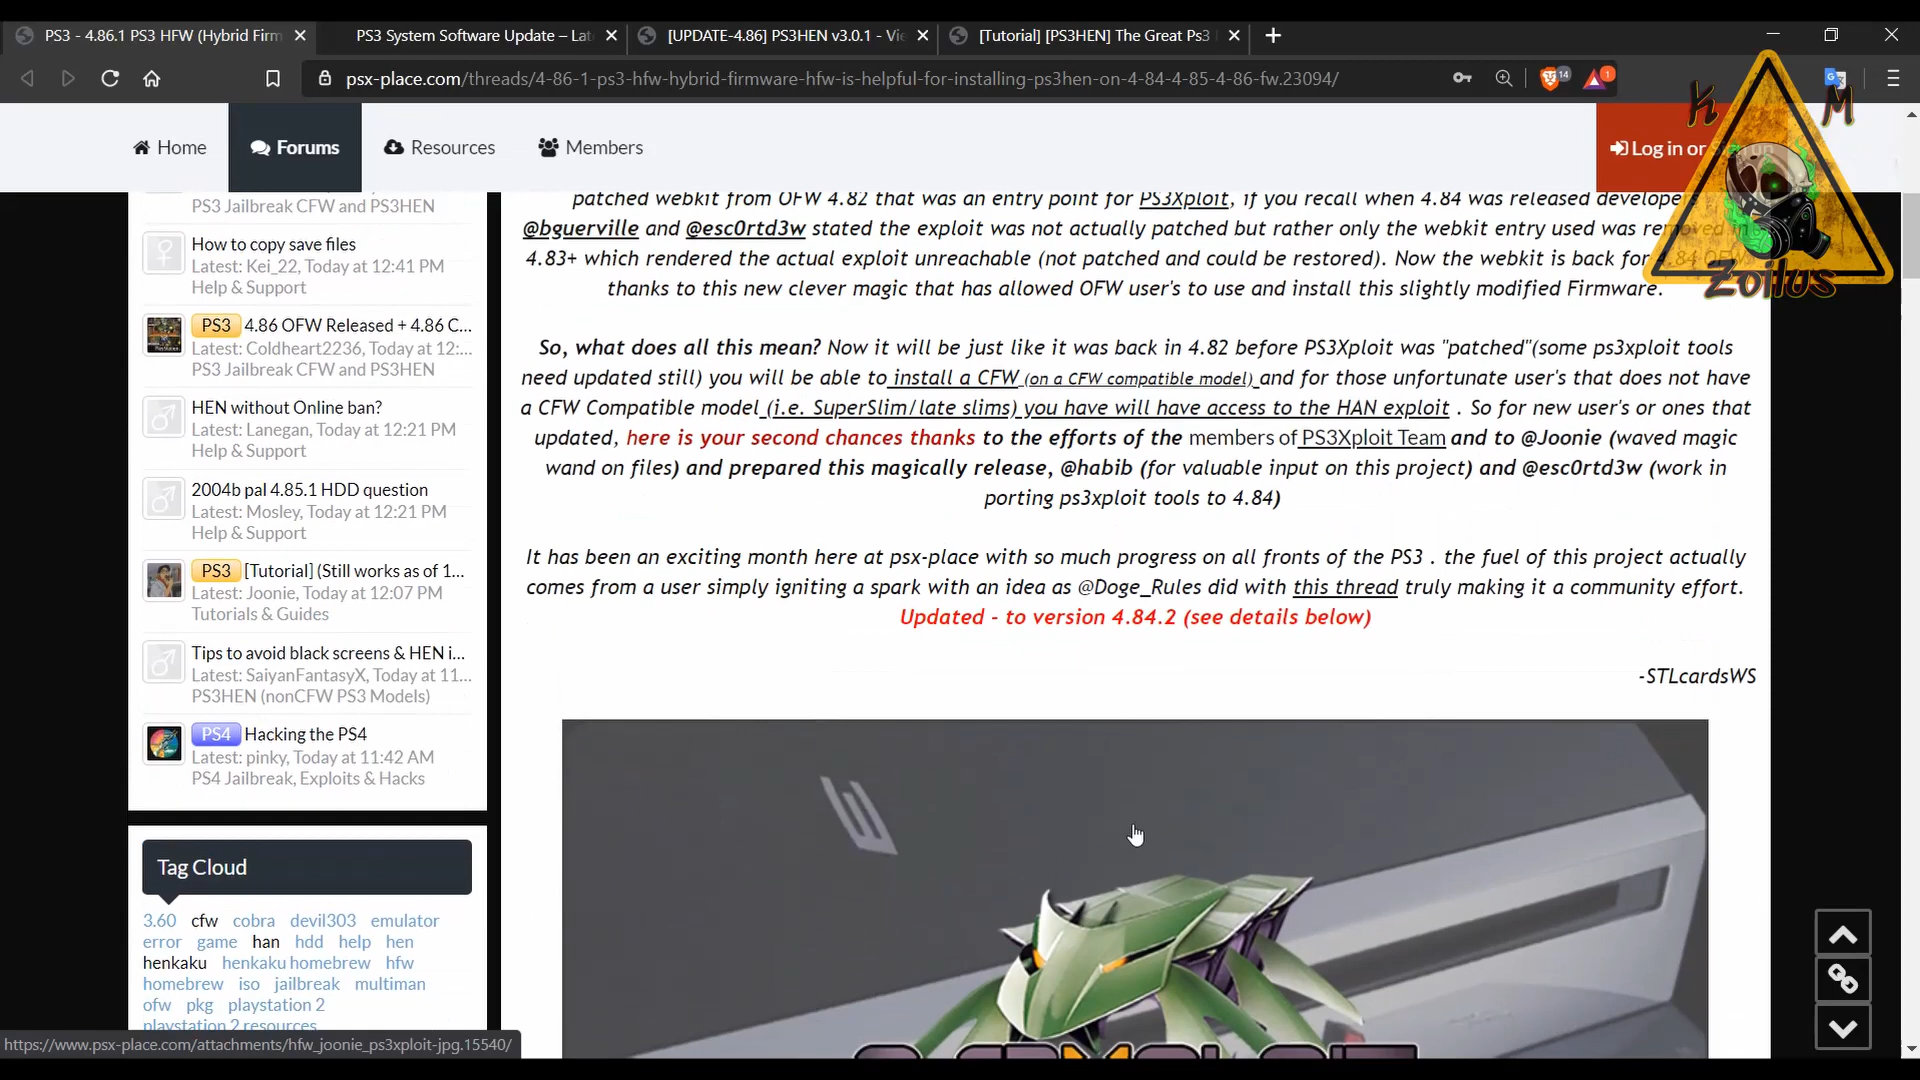 PS3 - 4.86.1 PS3 HFW (Hybrid Firm
PS3 System Software Update – Lat
[UPDATE-4.86] PS3HEN v3.0.1 - Vie
[Tutorial] [PS3HEN] The Great Ps3
psx-place.com/threads/4-86-1-ps3-hfw-hybrid-firmware-hfw-is-helpful-for-installing-ps3hen-on-4-84-4-85-4-86-fw.23094/
14
1
Home
Forums
Resources
Members
Log in or
K M
Zoilus
PS3 Jailbreak CFW and PS3HEN
How to copy save files
Latest: Kei_22, Today at 12:41 PM
Help & Support
PS3 4.86 OFW Released + 4.86 C...
Latest: Coldheart2236, Today at 12:...
PS3 Jailbreak CFW and PS3HEN
HEN without Online ban?
Latest: Lanegan, Today at 12:21 PM
Help & Support
2004b pal 4.85.1 HDD question
Latest: Mosley, Today at 12:21 PM
Help & Support
PS3 [Tutorial] (Still works as of 1...
Latest: Joonie, Today at 12:07 PM
Tutorials & Guides
Tips to avoid black screens & HEN i...
Latest: SaiyanFantasyX, Today at 11...
PS3HEN (nonCFW PS3 Models)
PS4 Hacking the PS4
Latest: pinky, Today at 11:42 AM
PS4 Jailbreak, Exploits & Hacks
Tag Cloud
3.60 cfw cobra devil303 emulator
error game han hdd help hen
henkaku henkaku homebrew hfw
homebrew iso jailbreak multiman
ofw pkg playstation 2
playstation 2 resources
patched webkit from OFW 4.82 that was an entry point for PS3Xploit, if you recall when 4.84 was released developers
@bguerville and @esc0rtd3w stated the exploit was not actually patched but rather only the webkit entry used was removed in
4.83+ which rendered the actual exploit unreachable (not patched and could be restored). Now the webkit is back for 4.84 OFW
thanks to this new clever magic that has allowed OFW user's to use and install this slightly modified Firmware.
So, what does all this mean? Now it will be just like it was back in 4.82 before PS3Xploit was "patched"(some ps3xploit tools
need updated still) you will be able to install a CFW (on a CFW compatible model) and for those unfortunate user's that does not have
a CFW Compatible model (i.e. SuperSlim/late slims) you have will have access to the HAN exploit . So for new user's or ones that
updated, here is your second chances thanks to the efforts of the members of PS3Xploit Team and to @Joonie (waved magic
wand on files) and prepared this magically release, @habib (for valuable input on this project) and @esc0rtd3w (work in
porting ps3xploit tools to 4.84)
It has been an exciting month here at psx-place with so much progress on all fronts of the PS3 . the fuel of this project actually
comes from a user simply igniting a spark with an idea as @Doge_Rules did with this thread truly making it a community effort.
Updated - to version 4.84.2 (see details below)
-STLcardsWS
https://www.psx-place.com/attachments/hfw_joonie_ps3xploit-jpg.15540/